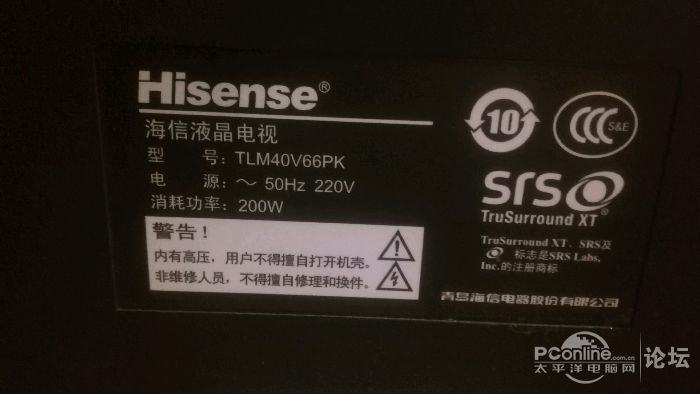 Hisense®
海信液晶电视
型 号: TLM40V66PK
电 源: ～ 50Hz 220V
消耗功率: 200W
警告！
内有高压，用户不得擅自打开机壳。
非维修人员，不得擅自修理和换件。
10
CCC S&E
SRS
TruSurround XT®
TruSurround XT、SRS及
标志是SRS Labs,
Inc.的注册商标
青岛海信电器股份有限公司
PConline.com.cn
太平洋电脑网
论坛